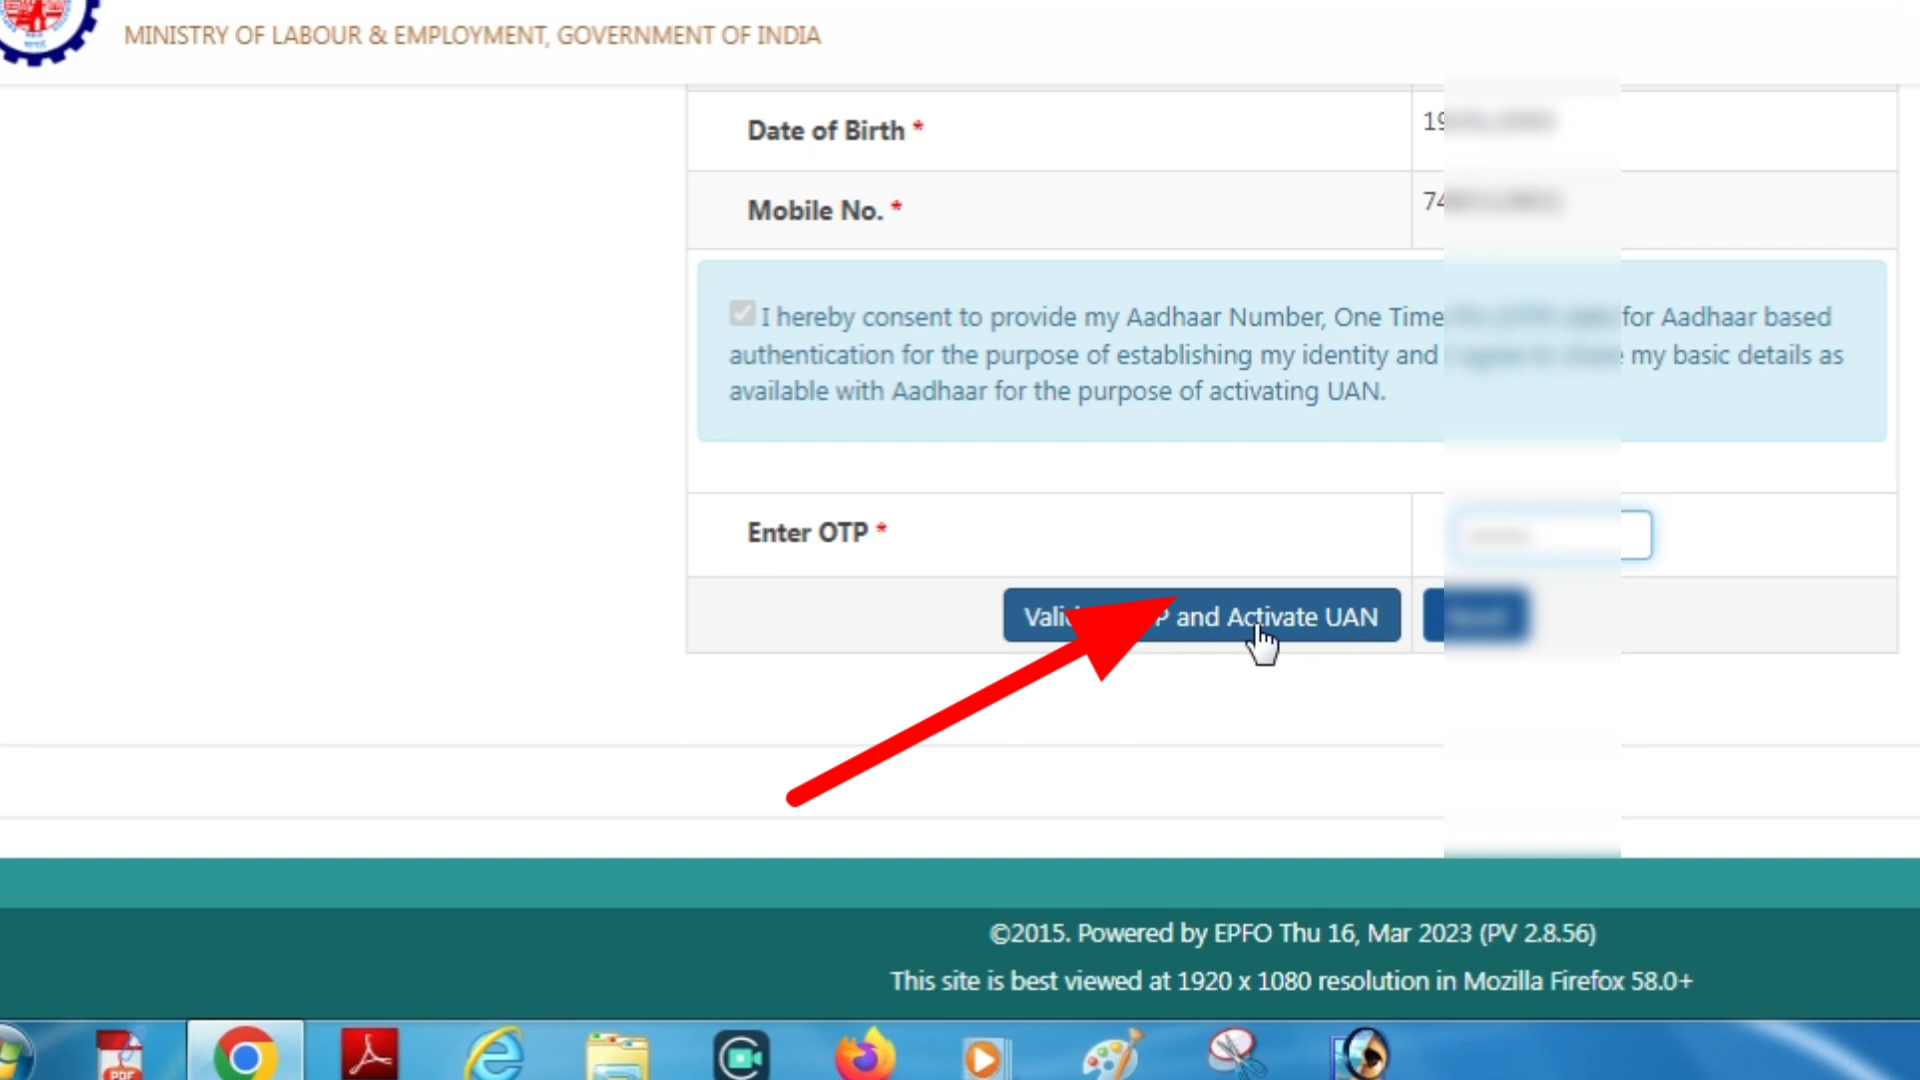 MINISTRY OF LABOUR & EMPLOYMENT, GOVERNMENT OF INDIA
Date of Birth *
19
Mobile No. *
74
I hereby consent to provide my Aadhaar Number, One Time for Aadhaar based
authentication for the purpose of establishing my identity and my basic details as
available with Aadhaar for the purpose of activating UAN.
Enter OTP *
and Activate UAN
©2015. Powered by EPFO Thu 16, Mar 2023 (PV 2.8.56)
This site is best viewed at 1920 x 1080 resolution in Mozilla Firefox 58.0+
PDF